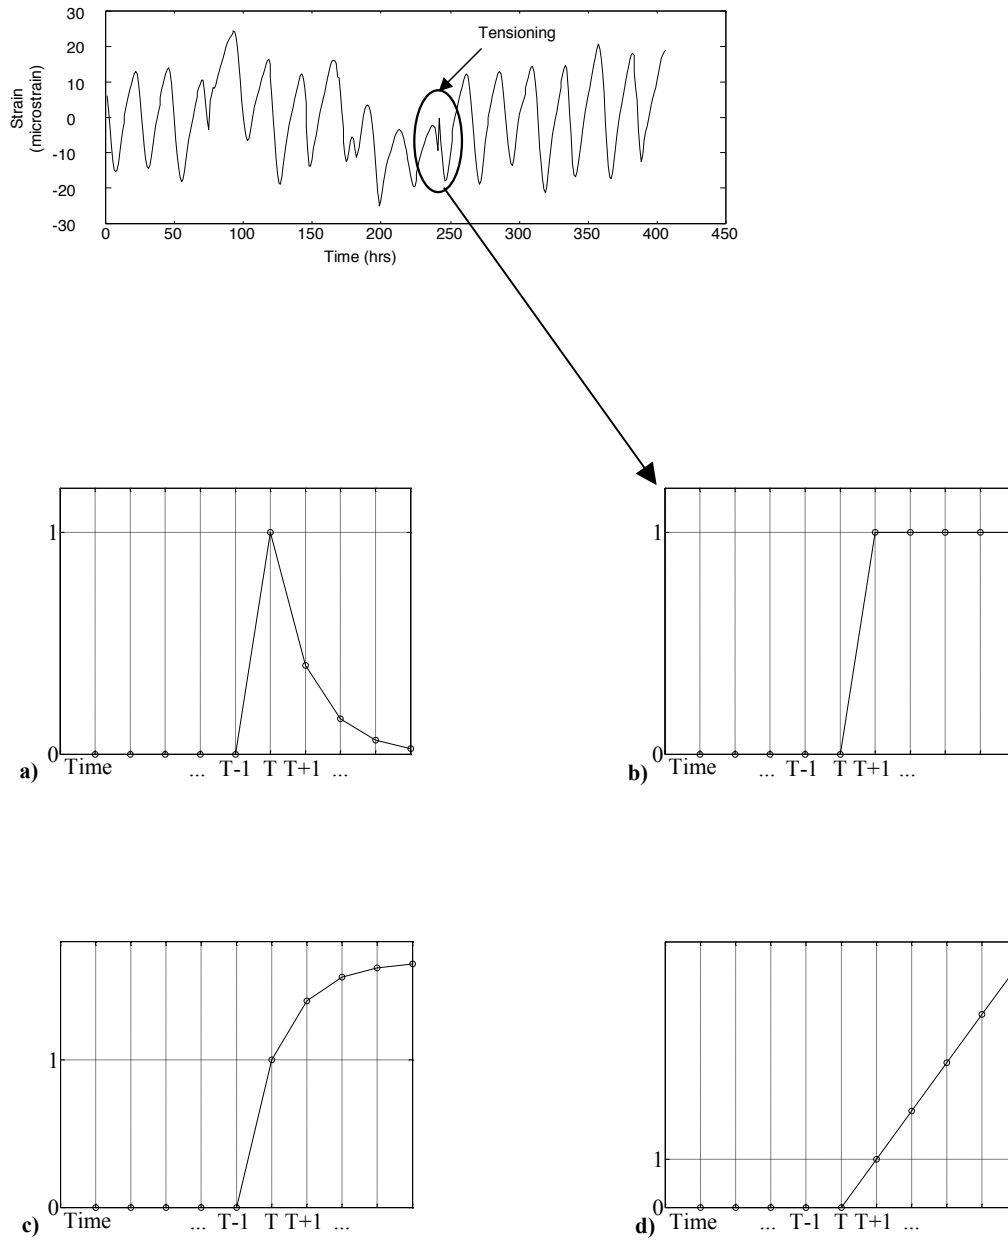 30
Tensioning
20
10
0
-10
-20
-30
Strain
(microstrain)
0 50 100 150 200 250 300 350 400 450
Time (hrs)
1
0
a) Time ... T-1 T T+1 ...
1
0
b) Time ... T-1 T T+1 ...
1
0
c) Time ... T-1 T T+1 ...
1
0
d) Time ... T-1 T T+1 ...